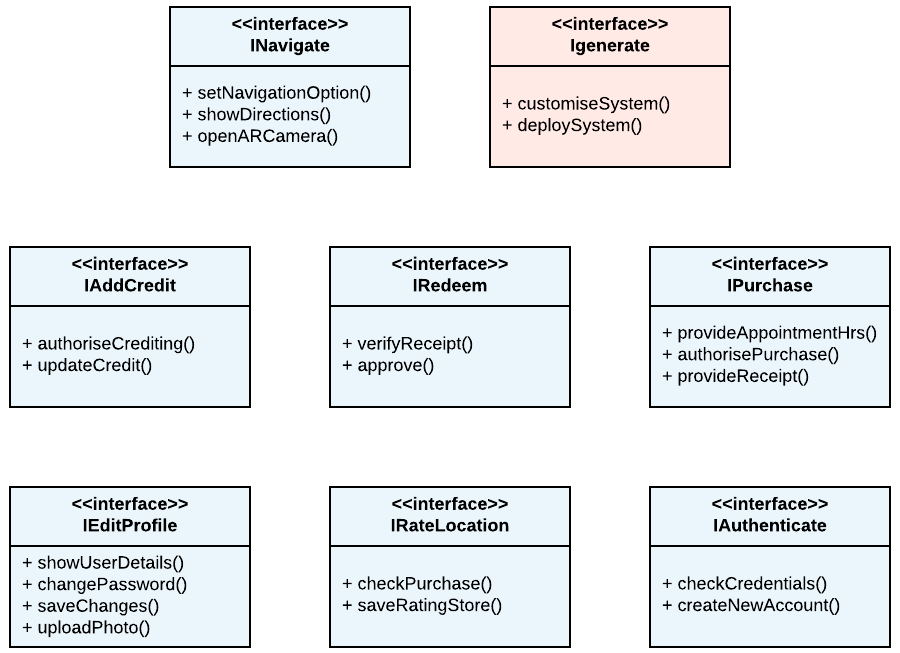 <<interface>>
INavigate
+ setNavigationOption()
+ showDirections()
+ openARCamera()
<<interface>>
Igenerate
+ customiseSystem()
+ deploySystem()
<<interface>>
IAddCredit
+ authoriseCrediting()
+ updateCredit()
<<interface>>
IRedeem
+ verifyReceipt()
+ approve()
<<interface>>
IPurchase
+ provideAppointmentHrs()
+ authorisePurchase()
+ provideReceipt()
<<interface>>
IEditProfile
+ showUserDetails()
+ changePassword()
+ saveChanges()
+ uploadPhoto()
<<interface>>
IRateLocation
+ checkPurchase()
+ saveRatingStore()
<<interface>>
IAuthenticate
+ checkCredentials()
+ createNewAccount()